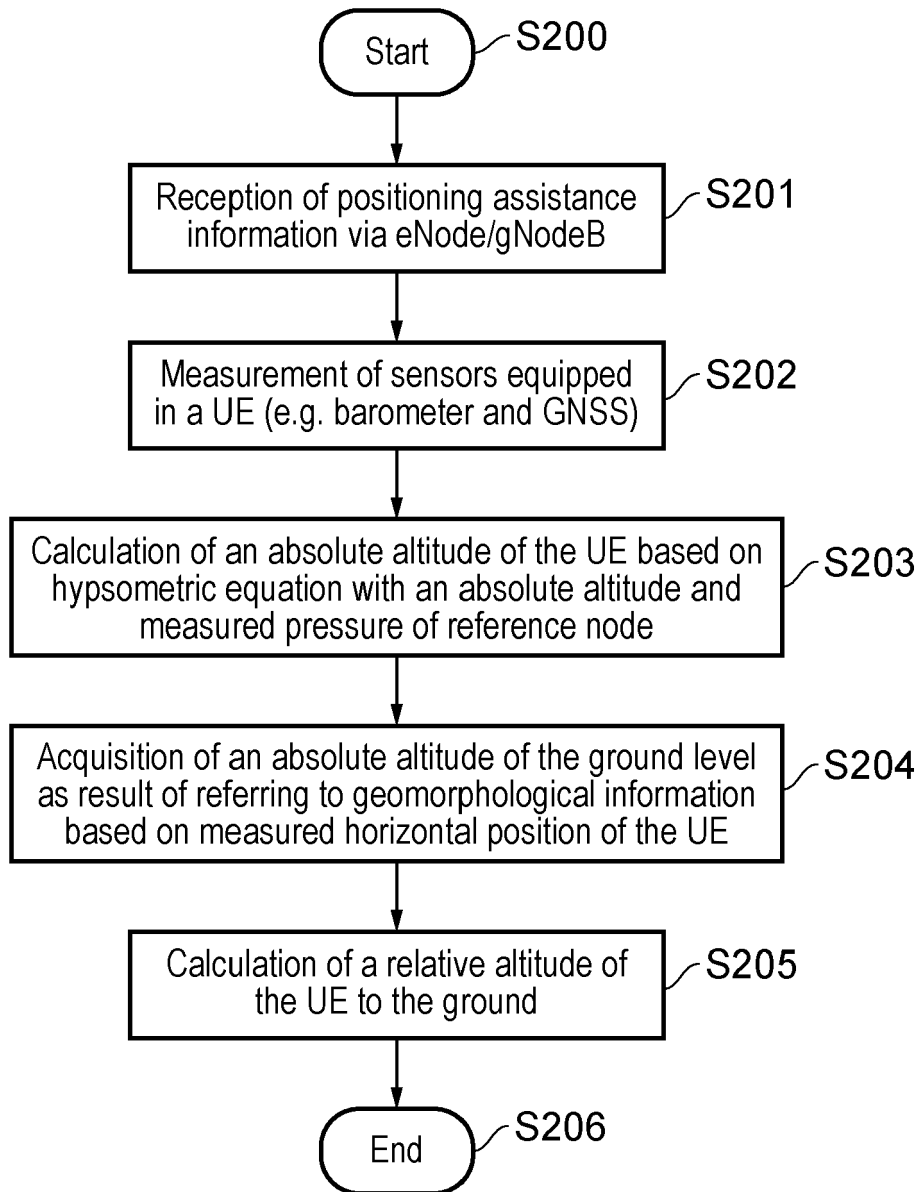 Start
S200
Reception of positioning assistance
information via eNode/gNodeB
S201
Measurement of sensors equipped
in a UE (e.g. barometer and GNSS)
S202
Calculation of an absolute altitude of the UE based on
hypsometric equation with an absolute altitude and
measured pressure of reference node
S203
Acquisition of an absolute altitude of the ground level
as result of referring to geomorphological information
based on measured horizontal position of the UE
S204
Calculation of a relative altitude of
the UE to the ground
S205
End
S206